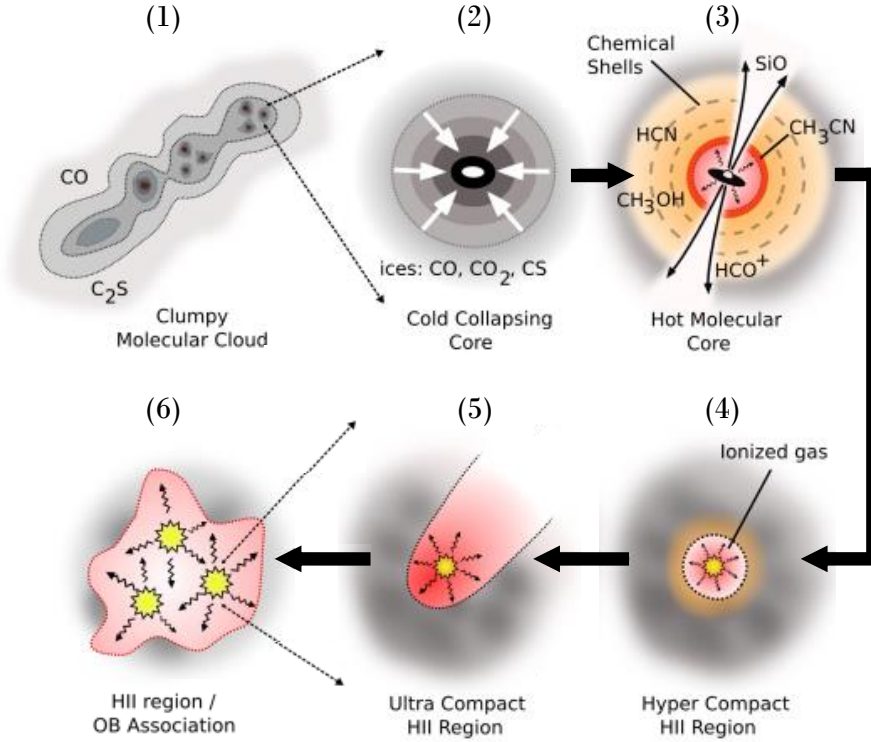 (1)
(2)
(3)
CO
C₂S
Clumpy
Molecular Cloud
ices: CO, CO₂, CS
Cold Collapsing
Core
Chemical
Shells
SiO
HCN
CH₃CN
CH₃OH
HCO⁺
Hot Molecular
Core
(6)
(5)
(4)
Ionized gas
HII region /
OB Association
Ultra Compact
HII Region
Hyper Compact
HII Region